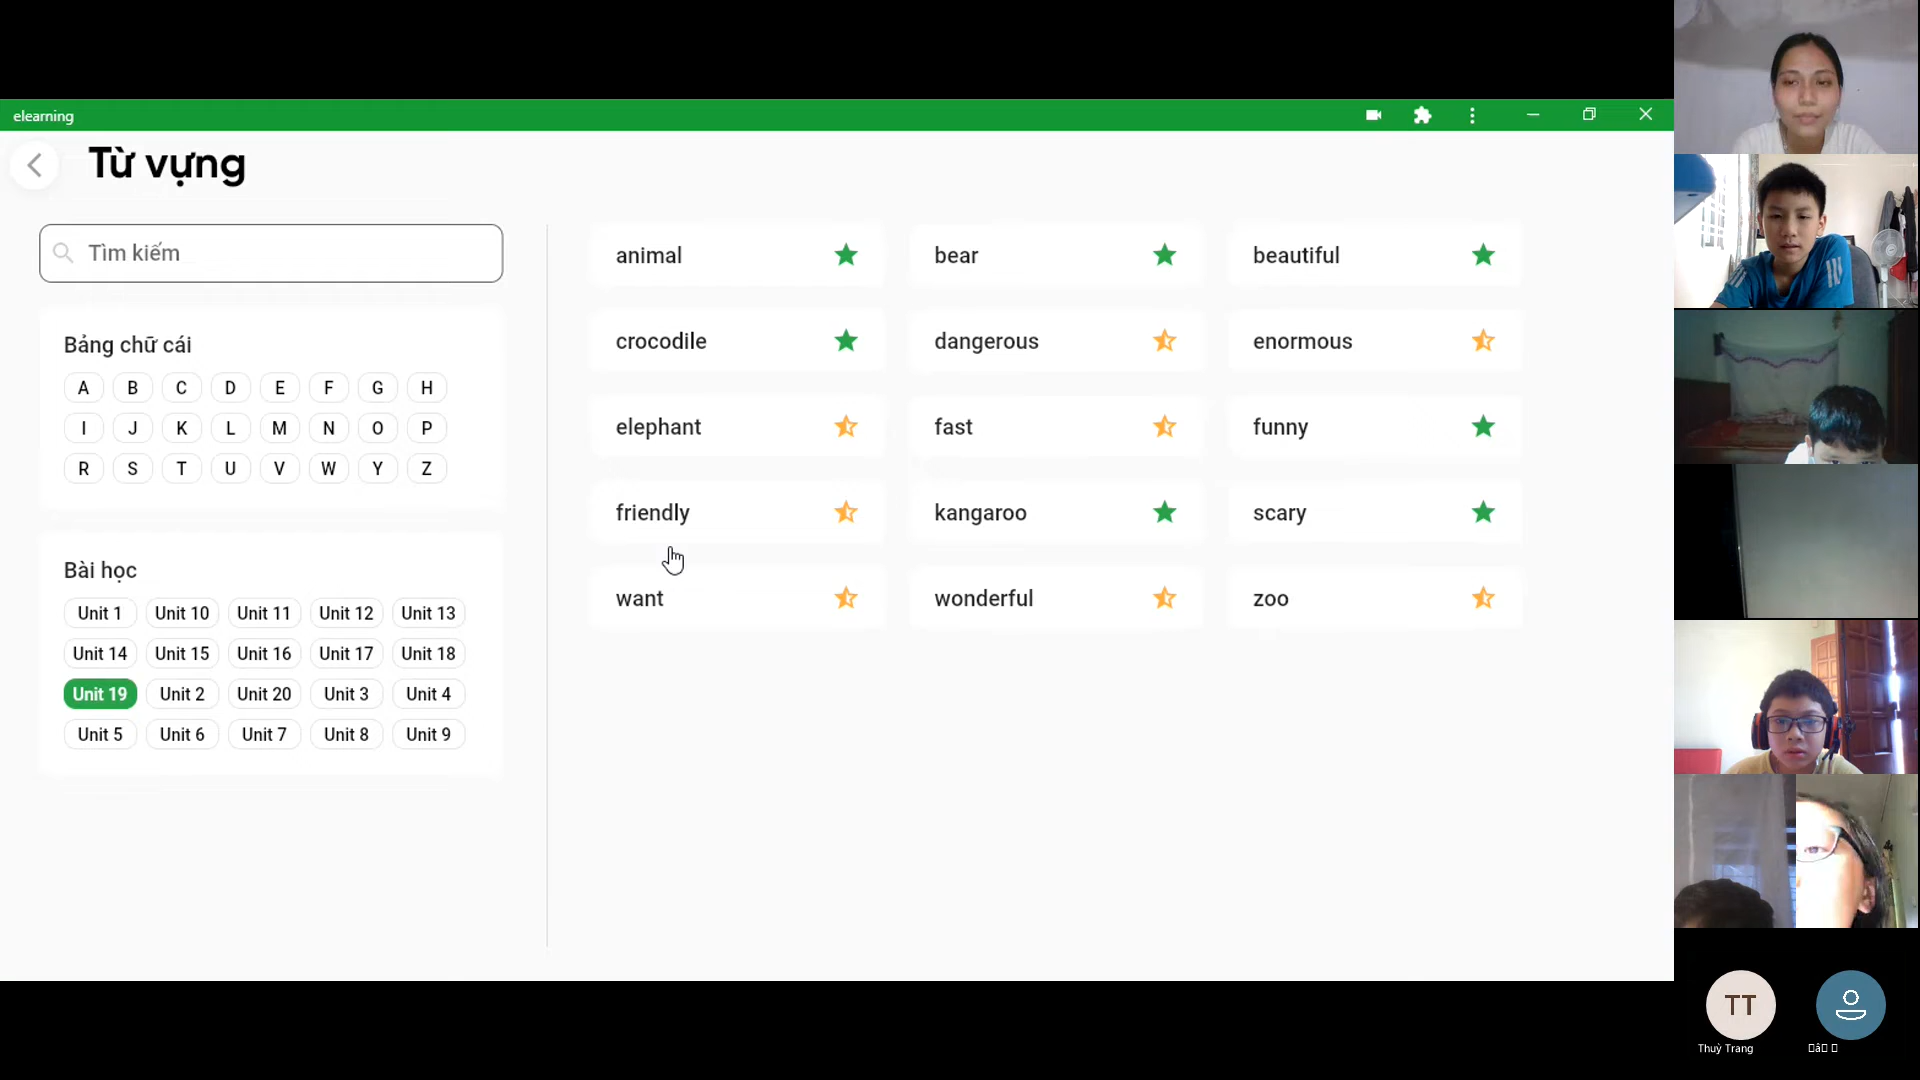 elearning
Từ vựng
Tìm kiếm
Bảng chữ cái
A B C D E F G H
I J K L M N O P
R S T U V W Y Z
Bài học
Unit 1 Unit 10 Unit 11 Unit 12 Unit 13
Unit 14 Unit 15 Unit 16 Unit 17 Unit 18
Unit 19 Unit 2 Unit 20 Unit 3 Unit 4
Unit 5 Unit 6 Unit 7 Unit 8 Unit 9
animal bear beautiful
crocodile dangerous enormous
elephant fast funny
friendly kangaroo scary
want wonderful zoo
TT
Thuỳ Trang